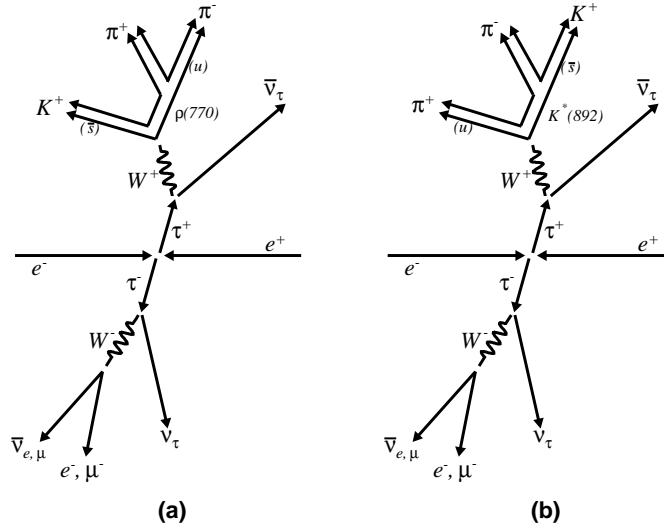 π⁺ π⁻
(u)
K⁺
(s̅)
ρ(770)
ν̅τ
W⁺
τ⁺
e⁻ e⁺
τ⁻
W⁻
ν̅e, μ
e⁻, μ⁻
ντ
(a)
K⁺
π⁻
(s̅)
π⁺
(u)
K*(892)
ν̅τ
W⁺
τ⁺
e⁻ e⁺
τ⁻
W⁻
ν̅e, μ
e⁻, μ⁻
ντ
(b)